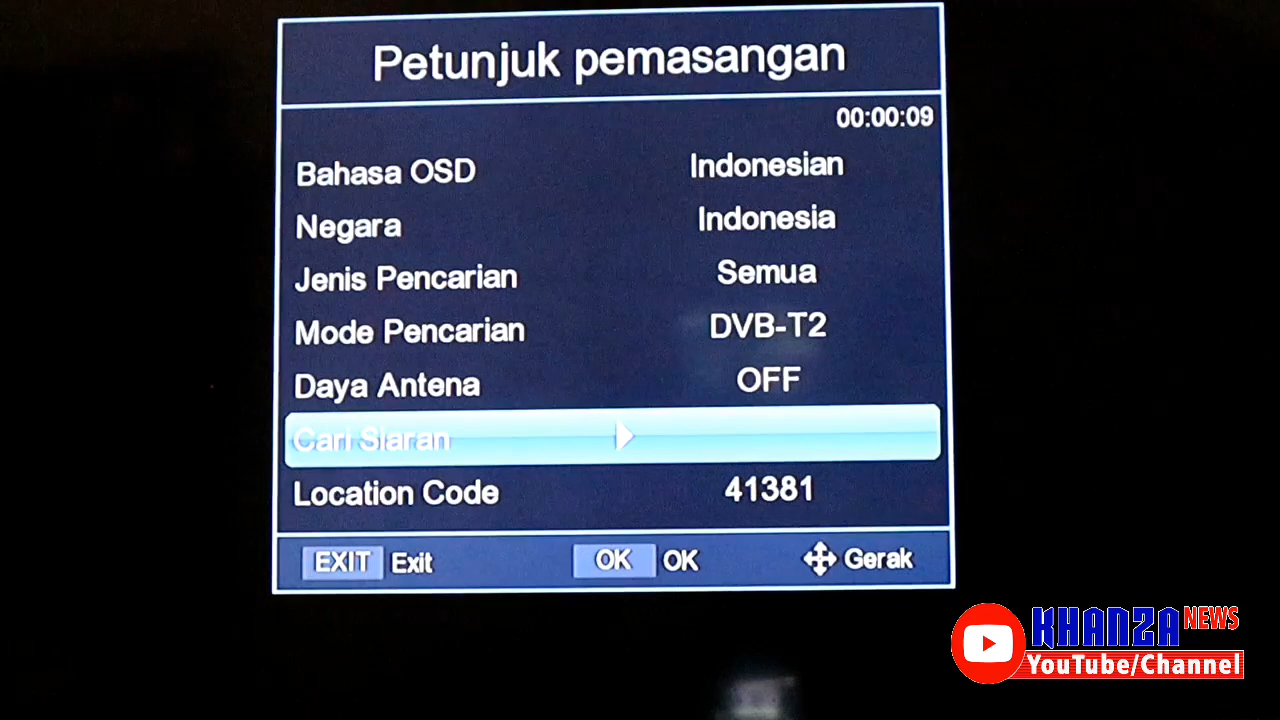 Petunjuk pemasangan
00:00:09
Bahasa OSD Indonesian
Negara Indonesia
Jenis Pencarian Semua
Mode Pencarian DVB-T2
Daya Antena OFF
Cari Siaran
Location Code 41381
EXIT Exit OK OK Gerak
KHANZA NEWS
YouTube/Channel